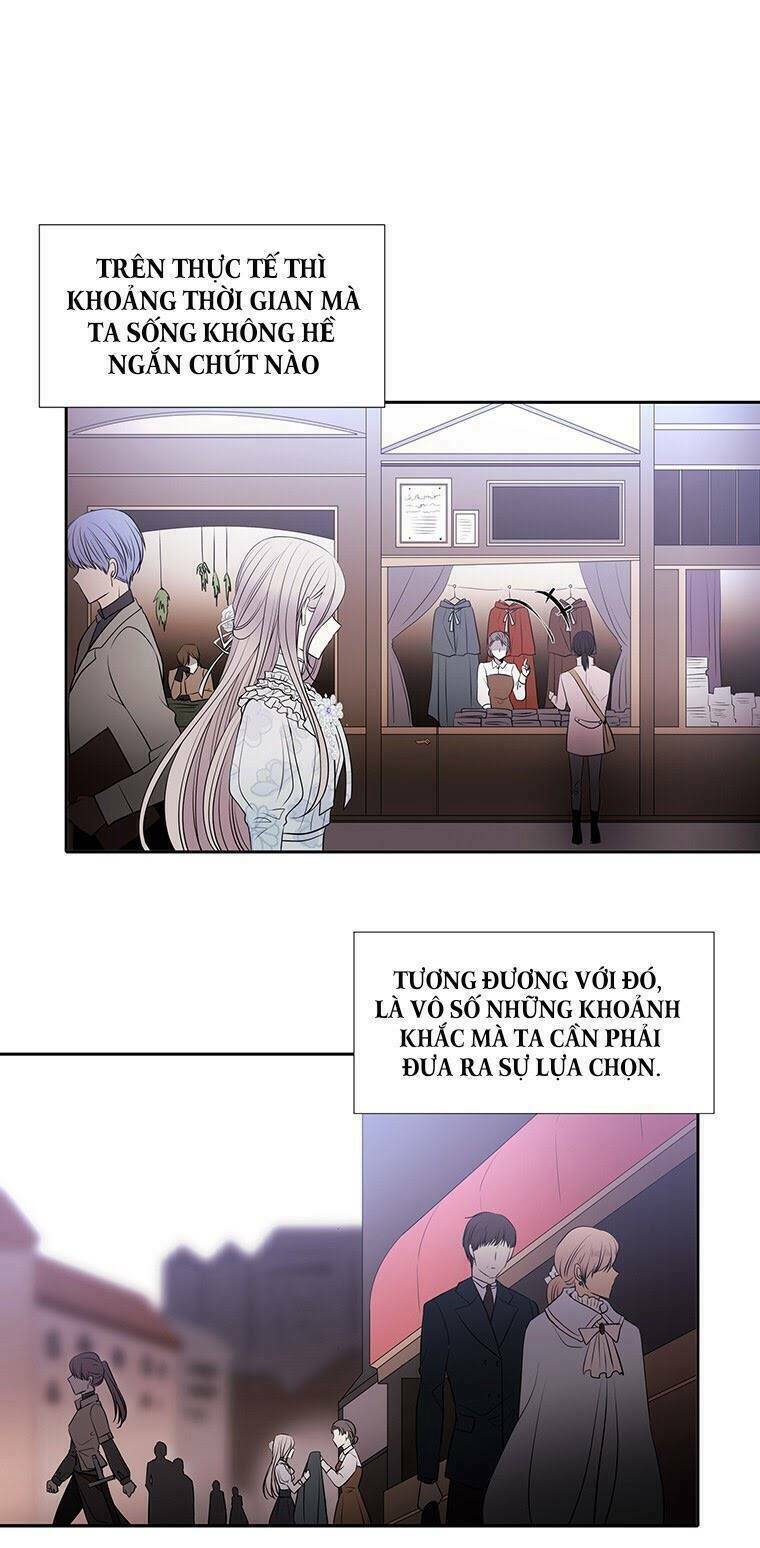 TRÊN THỰC TẾ THÌ
KHOẢNG THỜI GIAN MÀ
TA SỐNG KHÔNG HỀ
NGẮN CHÚT NÀO
TƯƠNG ĐƯƠNG VỚI ĐÓ,
LÀ VÔ SỐ NHỮNG KHOẢNH
KHẮC MÀ TA CẦN PHẢI
ĐƯA RA SỰ LỰA CHỌN.